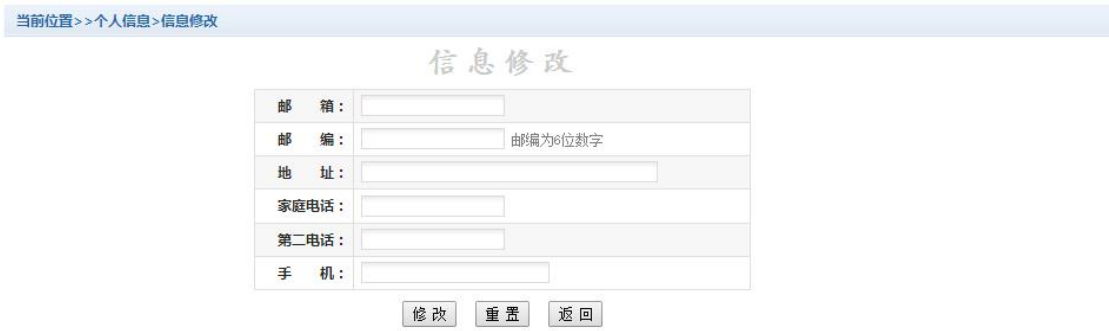 当前位置>>个人信息>信息修改
信息修改
邮 箱：
邮 编： 邮编为6位数字
地 址：
家庭电话：
第二电话：
手 机：
修改 重置 返回